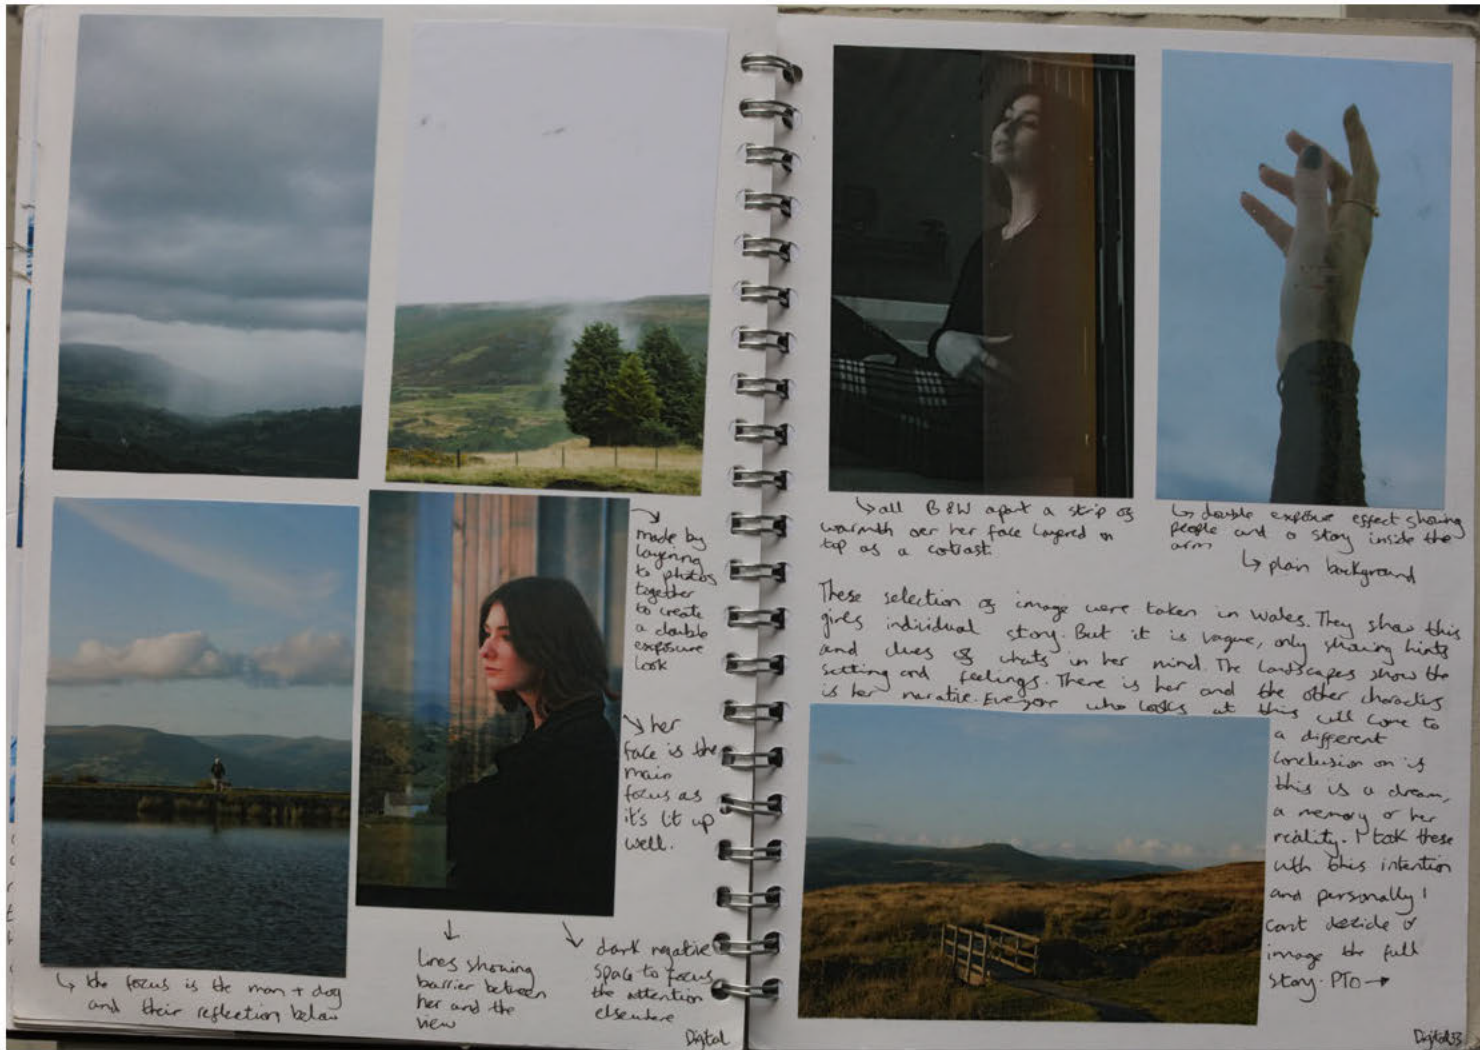 ↳ the focus is the man + dog
and their reflection below
made by
layering
to photos
together
to create
a double
exposure
look
↘ her
face is the
main
focus as
it's lit up
well.
lines showing
barrier between
her and the
view
dark negative
space to focus
the attention
elsewhere
Digital
↳ all B&W apart a strip of
warmth over her face layered on
top as a cotrast
↳ double exposure effect showing
people and a story inside the
arm
↳ plain background
These selection of image were taken in Wales. They show this
girls individual story. But it is vague, only showing hints
and clues of whats in her mind. The landscapes show the
setting and feelings. There is her and the other characters
is her narative. Everyone who looks at this will come to
a different
conclusion on if
this is a dream,
a memory or her
reality. I took these
with this intention
and personally I
cant decide or
image the full
story. PTO →
Digital